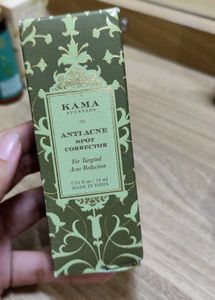 KAMA
AYURVEDA
ANTI ACNE
SPOT
CORRECTOR
For Targeted
Acne Reduction
0.51 fl oz / 15 ml
MADE IN INDIA